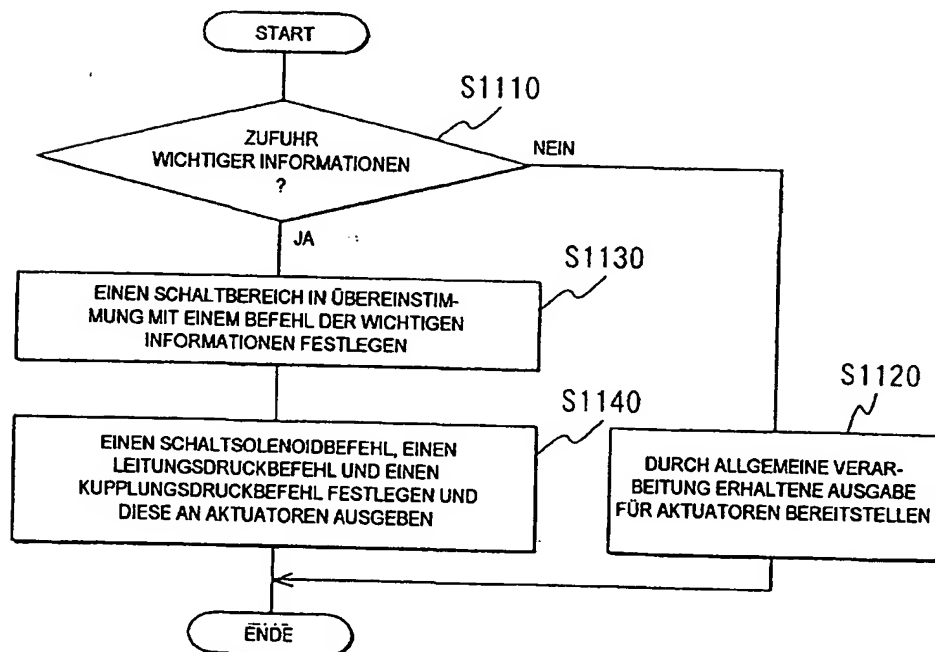 START
S1110
ZUFUHR
WICHTIGER INFORMATIONEN
?
NEIN
JA
S1130
EINEN SCHALTBEREICH IN ÜBEREINSTIM-
MUNG MIT EINEM BEFEHL DER WICHTIGEN
INFORMATIONEN FESTLEGEN
S1140
EINEN SCHALTSOLENOIDBEFEHL, EINEN
LEITUNGSDRUCKBEFEHL UND EINEN
KUPPLUNGSDRUCKBEFEHL FESTLEGEN UND
DIESE AN AKTUATOREN AUSGEBEN
S1120
DURCH ALLGEMEINE VERAR-
BEITUNG ERHALTENE AUSGABE
FÜR AKTUATOREN BEREITSTELLEN
ENDE